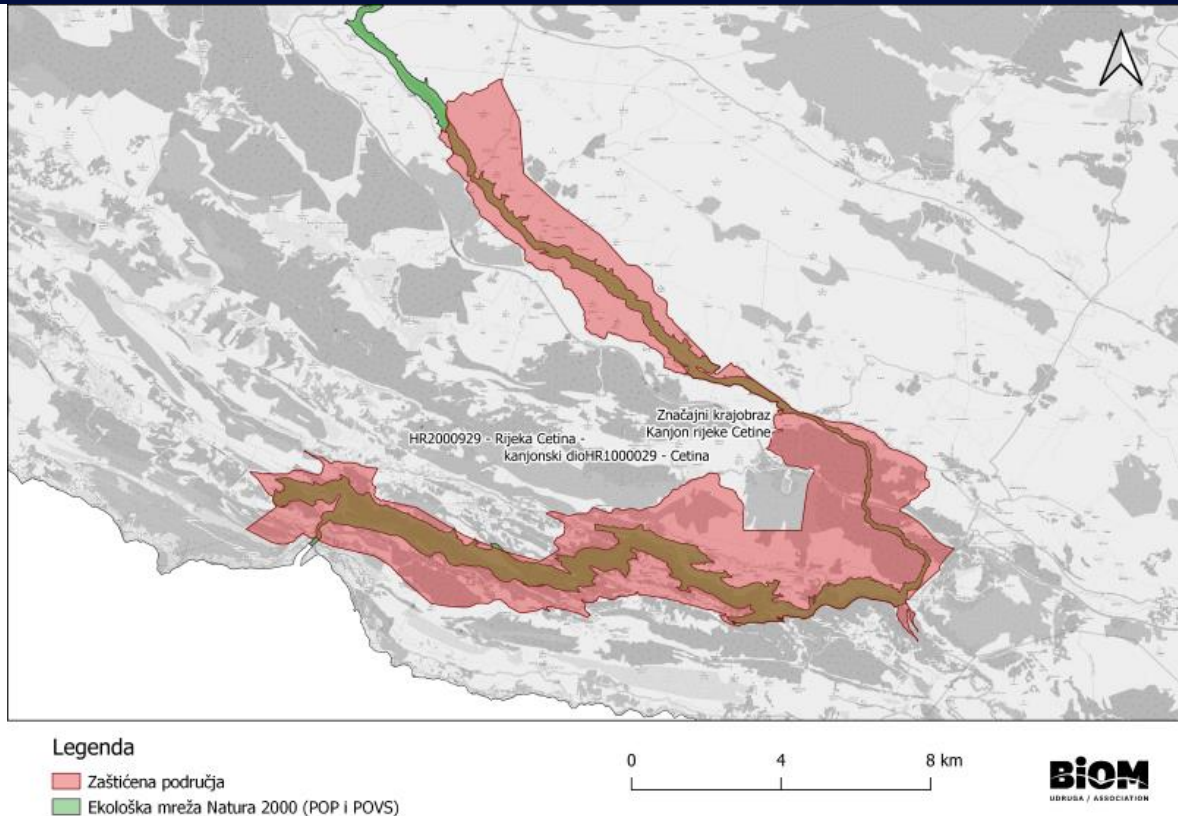 Značajni krajobraz
Kanjon rijeke Cetine
HR2000929 - Rijeka Cetina -
kanjonski dioHR1000029 - Cetina
Legenda
Zaštićena područja
Ekološka mreža Natura 2000 (POP i POVS)
0 4 8 km
BiOM
UDRUGA / ASSOCIATION